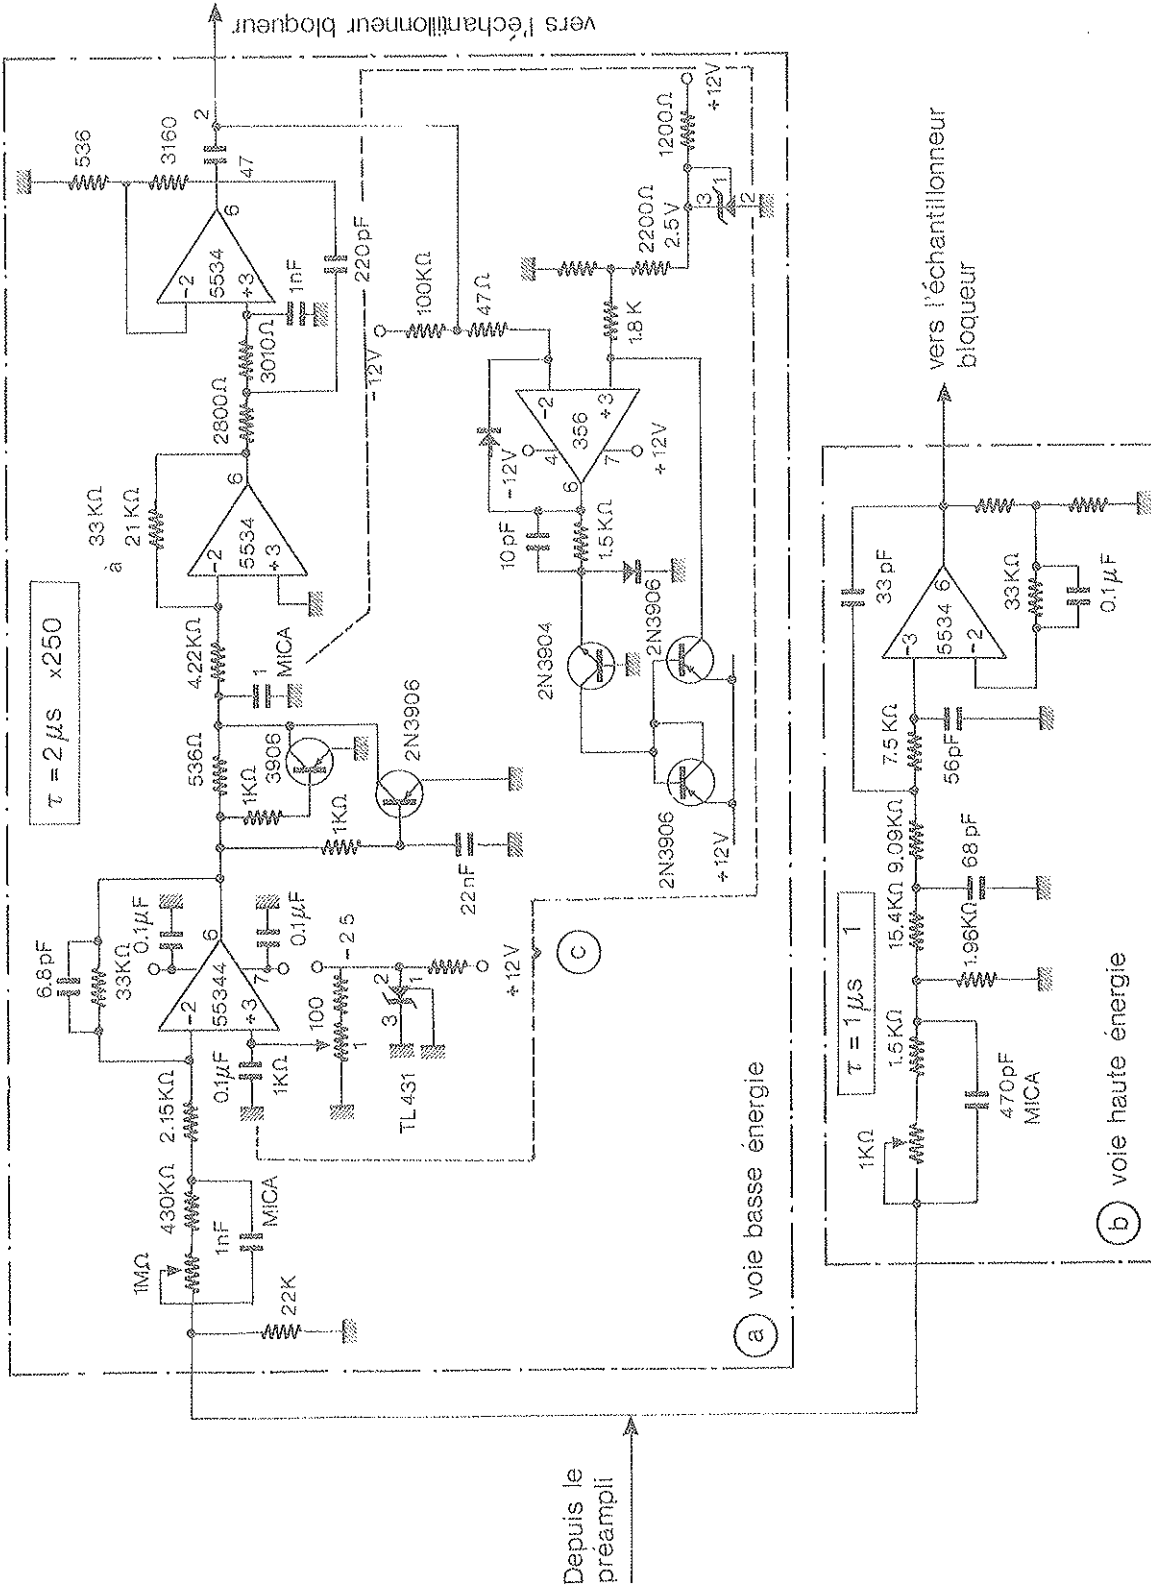 τ = 2 µs x250
6.8pF
33KΩ
0.1µF
1MΩ
430KΩ
2.15KΩ
1nF
MICA
22K
-2
55344
+3
6
7
0.1µF
0.1µF
1KΩ
100
1
-25
TL431
3
2
1
+12V
536Ω
1KΩ
3906
1KΩ
2N3906
22nF
4.22KΩ
1
MICA
33KΩ
à
21KΩ
-2
5534
+3
6
2800Ω
3010Ω
1nF
220pF
-2
5534
+3
6
536
3160
47
2
vers l'échantillonneur bloqueur
-12V
100KΩ
47Ω
-2
356
+3
4
-12V
7
+12V
6
10pF
1.5KΩ
1.8K
2200Ω
2.5V
1200Ω
+12V
3
1
2
2N3904
2N3906
2N3906
+12V
c
a voie basse énergie
Depuis le
préampli
τ = 1 µs 1
1KΩ
1.5KΩ
470pF
MICA
1.96KΩ
15.4KΩ
9.09KΩ
68pF
7.5KΩ
56pF
33pF
-3
5534
-2
6
33KΩ
0.1µF
vers l'échantillonneur
bloqueur
b voie haute énergie